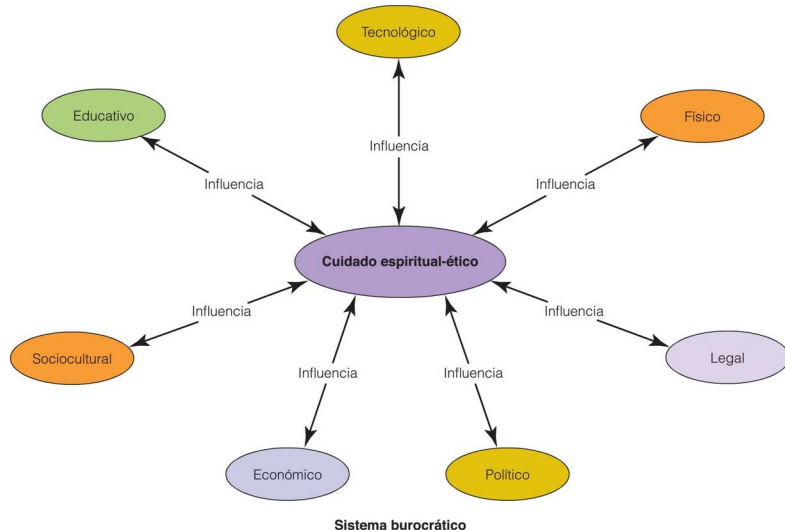 Tecnológico
Educativo
Físico
Influencia
Influencia
Influencia
Cuidado espiritual-ético
Influencia
Influencia
Sociocultural
Legal
Influencia
Influencia
Económico
Político
Sistema burocrático